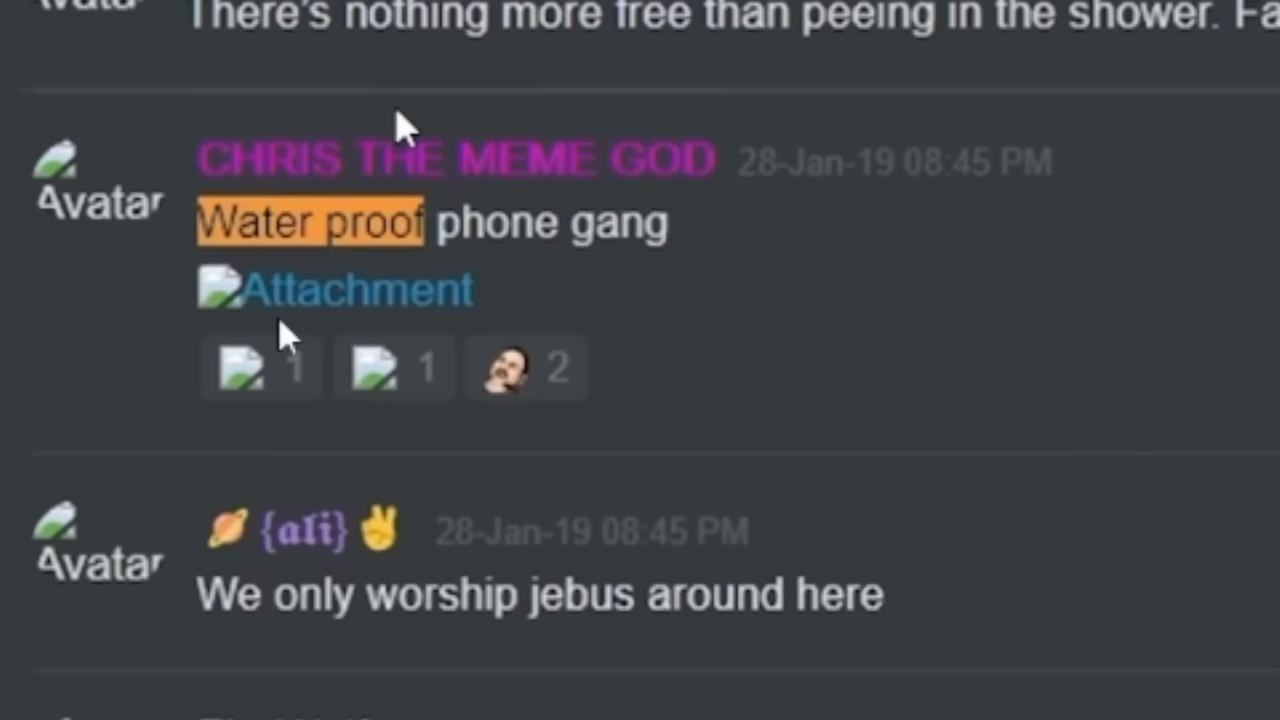 There's nothing more free than peeing in the shower. Fa
CHRIS THE MEME GOD 28-Jan-19 08:45 PM
Avatar
Water proof phone gang
Attachment
1 1 2
{𝖆𝖑𝖎} 28-Jan-19 08:45 PM
Avatar
We only worship jebus around here